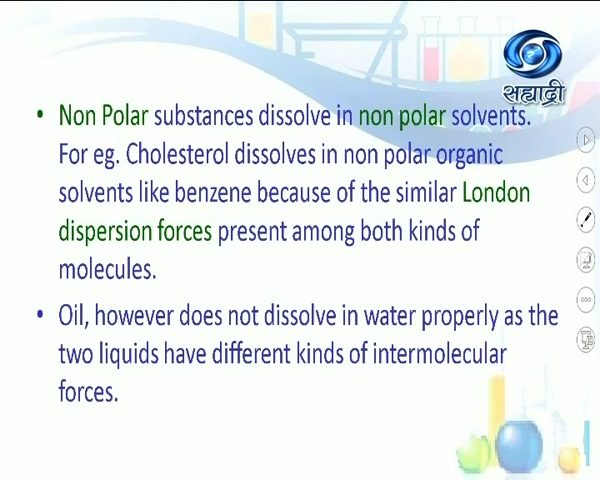 सह्याद्री
• Non Polar substances dissolve in non polar solvents.
For eg. Cholesterol dissolves in non polar organic
solvents like benzene because of the similar London
dispersion forces present among both kinds of
molecules.
• Oil, however does not dissolve in water properly as the
two liquids have different kinds of intermolecular
forces.